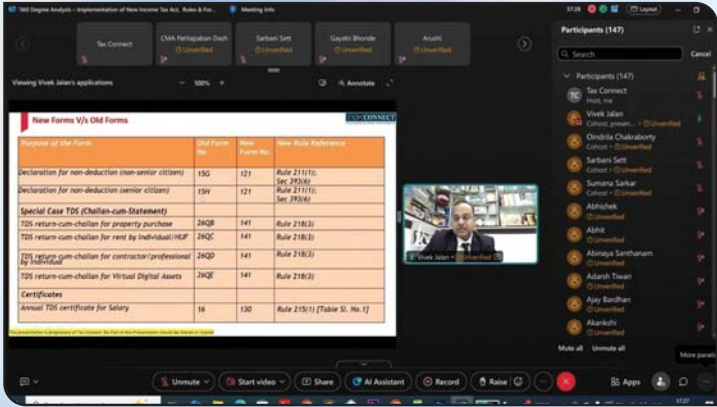 '360 Degree Analysis – Implementation of New Income Tax Act, Rules & For...
Meeting info
17:28
Layout
Tax Connect
CMA Pattapaban Dash
Unverified
Sarbani Sett
Unverified
Gayatri Bhonde
Unverified
Arushi
Unverified
Viewing Vivek Jalan's applications
100%
Annotate
New Forms V/s Old Forms
TAX CONNECT
Purpose of the Form Old Form No. New Form No. New Rule Reference
Declaration for non-deduction (non-senior citizen) 15G 121 Rule 211(1); Sec 393(6)
Declaration for non-deduction (senior citizen) 15H 121 Rule 211(1); Sec 393(6)
Special Case TDS (Challan-cum-Statement)
TDS return-cum-challan for property purchase 26QB 141 Rule 218(3)
TDS return-cum-challan for rent by individual/HUF 26QC 141 Rule 218(3)
TDS return-cum-challan for contractor/professional by individual 26QD 141 Rule 218(3)
TDS return-cum-challan for Virtual Digital Assets 26QE 141 Rule 218(3)
Certificates
Annual TDS certificate for Salary 16 130 Rule 215(1) [Table Sl. No.1]
Vivek Jalan • Unverified
Participants (147)
Search
Cancel
Participants (147)
TC
Tax Connect
Host, me
Vivek Jalan
Cohost, presen... • Unverified
Oindrila Chakraborty
Cohost • Unverified
Sarbani Sett
Cohost • Unverified
Sumana Sarkar
Cohost • Unverified
Abhishek
Unverified
Abhit
Unverified
Abinaya Santhanam
Unverified
Adarsh Tiwari
Unverified
Ajay Bardhan
Unverified
Akankshi
Unverified
Mute all Unmute all
More panels
Unmute
Start video
Share
AI Assistant
Record
Raise
Apps
17:27